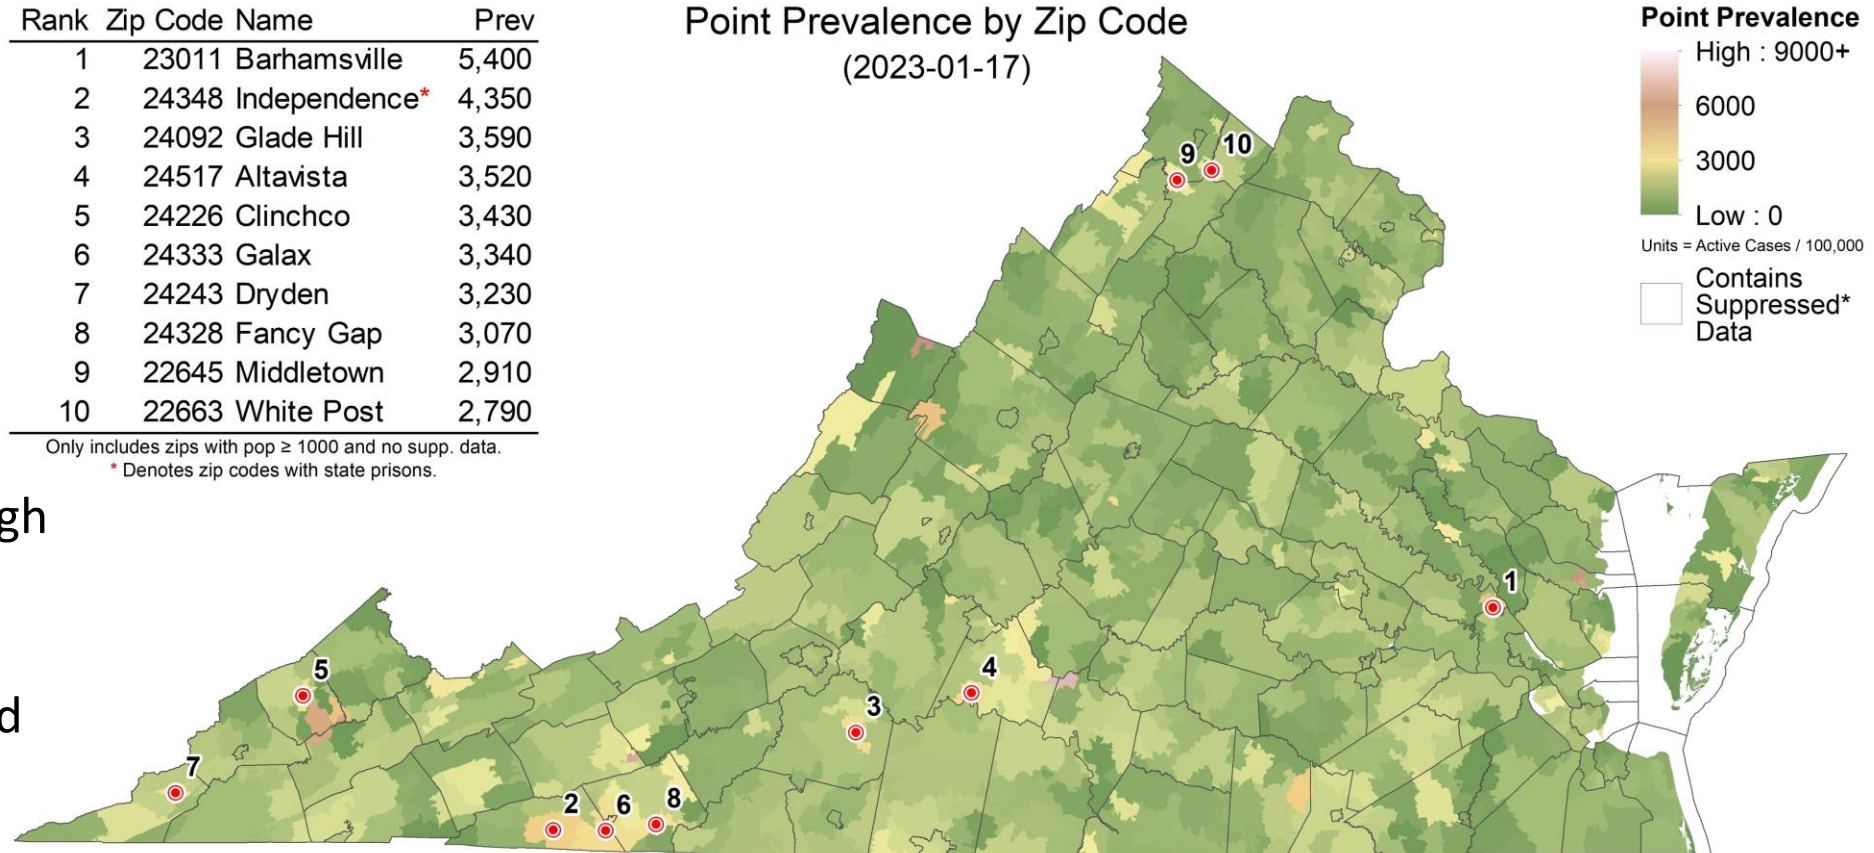 Rank Zip Code Name Prev
1 23011 Barhamsville 5,400
2 24348 Independence* 4,350
3 24092 Glade Hill 3,590
4 24517 Altavista 3,520
5 24226 Clinchco 3,430
6 24333 Galax 3,340
7 24243 Dryden 3,230
8 24328 Fancy Gap 3,070
9 22645 Middletown 2,910
10 22663 White Post 2,790
Only includes zips with pop ≥ 1000 and no supp. data.
* Denotes zip codes with state prisons.
gh
d
Point Prevalence by Zip Code
(2023-01-17)
Point Prevalence
High : 9000+
6000
3000
Low : 0
Units = Active Cases / 100,000
Contains
Suppressed*
Data
9
10
1
5
4
3
7
2
6
8